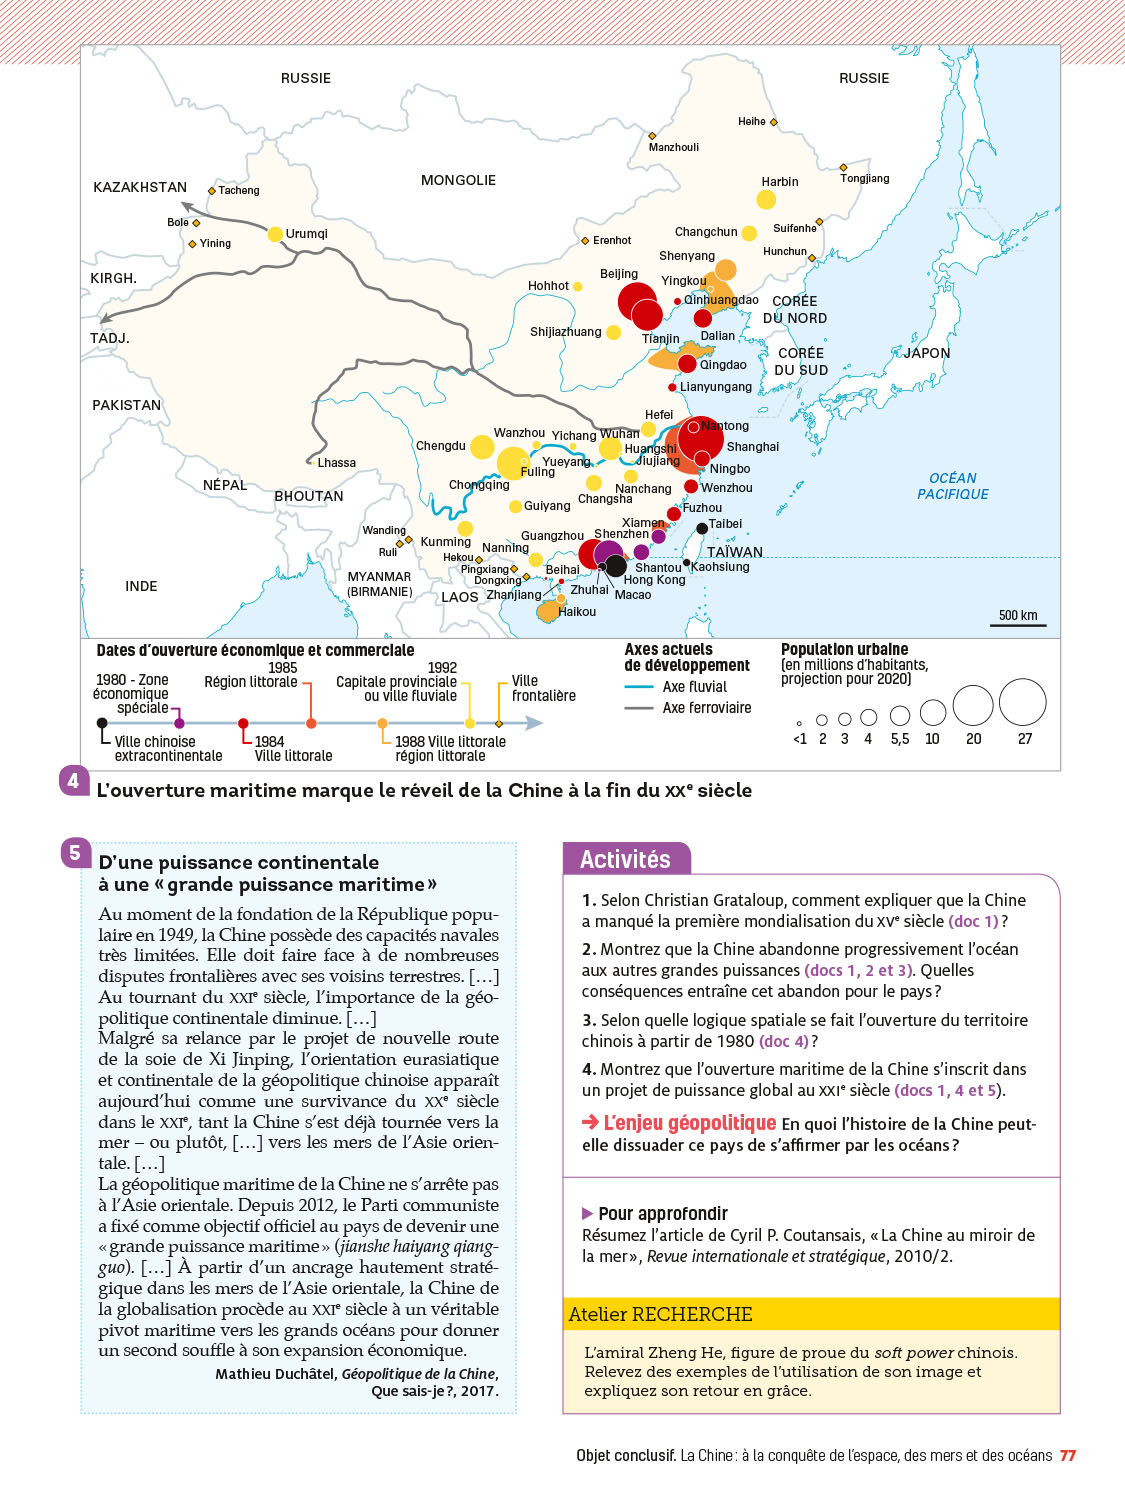 RUSSIE
RUSSIE
Heihe
Manzhouli
MONGOLIE
KAZAKHSTAN
Tacheng
Tongjiang
Harbin
Bole
Yining
Urumqi
Erenhot
Changchun
Suifenhe
Hunchun
Shenyang
KIRGH.
Hohhot
Beijing
Yingkou
Qinhuangdao
CORÉE
DU NORD
TADJ.
Shijiazhuang
Tianjin
Dalian
CORÉE
DU SUD
JAPON
Qingdao
PAKISTAN
Lianyungang
Hefei
Nantong
Chengdu
Wanzhou
Yichang
Wuhan
Huangshi
Jiujiang
Shanghai
Lhassa
Yueyang
Fuling
Ningbo
NÉPAL
BHOUTAN
Chongqing
Changsha
Nanchang
Wenzhou
OCÉAN
PACIFIQUE
Guiyang
Fuzhou
Wanding
Ruli
Kunming
Guangzhou
Shenzhen
Xiamen
Taibei
TAÏWAN
Nanning
Hekou
Pingxiang
Dongxing
Beihai
Shantou
Kaohsiung
Hong Kong
INDE
MYANMAR
(BIRMANIE)
LAOS
Zhanjiang
Zhuhai
Macao
Haikou
500 km
Dates d’ouverture économique et commerciale
1980 - Zone
économique
spéciale
1985
Région littorale
1992
Capitale provinciale
ou ville fluviale
Ville
frontalière
Ville chinoise
extracontinentale
1984
Ville littorale
1988 Ville littorale
région littorale
Axes actuels
de développement
Axe fluvial
Axe ferroviaire
Population urbaine
(en millions d’habitants,
projection pour 2020)
<1 2 3 4 5,5 10 20 27
4 L’ouverture maritime marque le réveil de la Chine à la fin du XXe siècle
5 D’une puissance continentale
à une « grande puissance maritime »
Au moment de la fondation de la République popu-
laire en 1949, la Chine possède des capacités navales
très limitées. Elle doit faire face à de nombreuses
disputes frontalières avec ses voisins terrestres. […]
Au tournant du XXIe siècle, l’importance de la géo-
politique continentale diminue. […]
Malgré sa relance par le projet de nouvelle route
de la soie de Xi Jinping, l’orientation eurasiatique
et continentale de la géopolitique chinoise apparaît
aujourd’hui comme une survivance du XXe siècle
dans le XXIe, tant la Chine s’est déjà tournée vers la
mer – ou plutôt, […] vers les mers de l’Asie orien-
tale. […]
La géopolitique maritime de la Chine ne s’arrête pas
à l’Asie orientale. Depuis 2012, le Parti communiste
a fixé comme objectif officiel au pays de devenir une
« grande puissance maritime » (jianshe haiyang qiang-
guo). […] À partir d’un ancrage hautement straté-
gique dans les mers de l’Asie orientale, la Chine de
la globalisation procède au XXIe siècle à un véritable
pivot maritime vers les grands océans pour donner
un second souffle à son expansion économique.
Mathieu Duchâtel, Géopolitique de la Chine,
Que sais-je ?, 2017.
Activités
1. Selon Christian Grataloup, comment expliquer que la Chine
a manqué la première mondialisation du XVe siècle (doc 1) ?
2. Montrez que la Chine abandonne progressivement l’océan
aux autres grandes puissances (docs 1, 2 et 3). Quelles
conséquences entraîne cet abandon pour le pays ?
3. Selon quelle logique spatiale se fait l’ouverture du territoire
chinois à partir de 1980 (doc 4) ?
4. Montrez que l’ouverture maritime de la Chine s’inscrit dans
un projet de puissance global au XXIe siècle (docs 1, 4 et 5).
➔ L’enjeu géopolitique En quoi l’histoire de la Chine peut-
elle dissuader ce pays de s’affirmer par les océans ?
▶ Pour approfondir
Résumez l’article de Cyril P. Coutansais, « La Chine au miroir de
la mer », Revue internationale et stratégique, 2010/2.
Atelier RECHERCHE
L’amiral Zheng He, figure de proue du soft power chinois.
Relevez des exemples de l’utilisation de son image et
expliquez son retour en grâce.
Objet conclusif. La Chine : à la conquête de l’espace, des mers et des océans 77